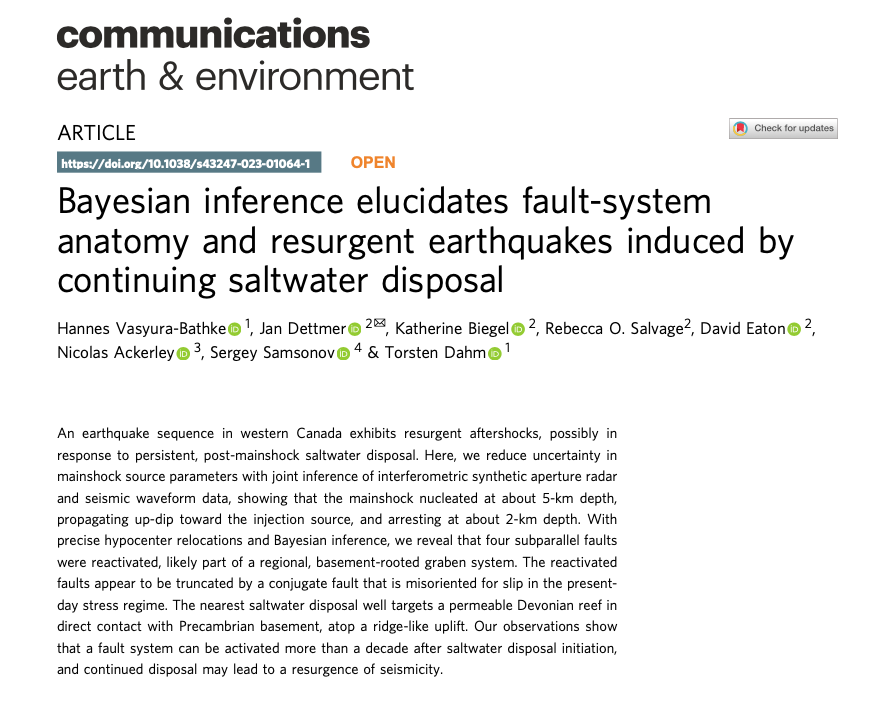 communications
earth & environment
ARTICLE
Check for updates
https://doi.org/10.1038/s43247-023-01064-1
OPEN
Bayesian inference elucidates fault-system
anatomy and resurgent earthquakes induced by
continuing saltwater disposal
Hannes Vasyura-Bathke iD 1, Jan Dettmer iD 2✉, Katherine Biegel iD 2, Rebecca O. Salvage2, David Eaton iD 2,
Nicolas Ackerley iD 3, Sergey Samsonov iD 4 & Torsten Dahm iD 1
An earthquake sequence in western Canada exhibits resurgent aftershocks, possibly in
response to persistent, post-mainshock saltwater disposal. Here, we reduce uncertainty in
mainshock source parameters with joint inference of interferometric synthetic aperture radar
and seismic waveform data, showing that the mainshock nucleated at about 5-km depth,
propagating up-dip toward the injection source, and arresting at about 2-km depth. With
precise hypocenter relocations and Bayesian inference, we reveal that four subparallel faults
were reactivated, likely part of a regional, basement-rooted graben system. The reactivated
faults appear to be truncated by a conjugate fault that is misoriented for slip in the present-
day stress regime. The nearest saltwater disposal well targets a permeable Devonian reef in
direct contact with Precambrian basement, atop a ridge-like uplift. Our observations show
that a fault system can be activated more than a decade after saltwater disposal initiation,
and continued disposal may lead to a resurgence of seismicity.